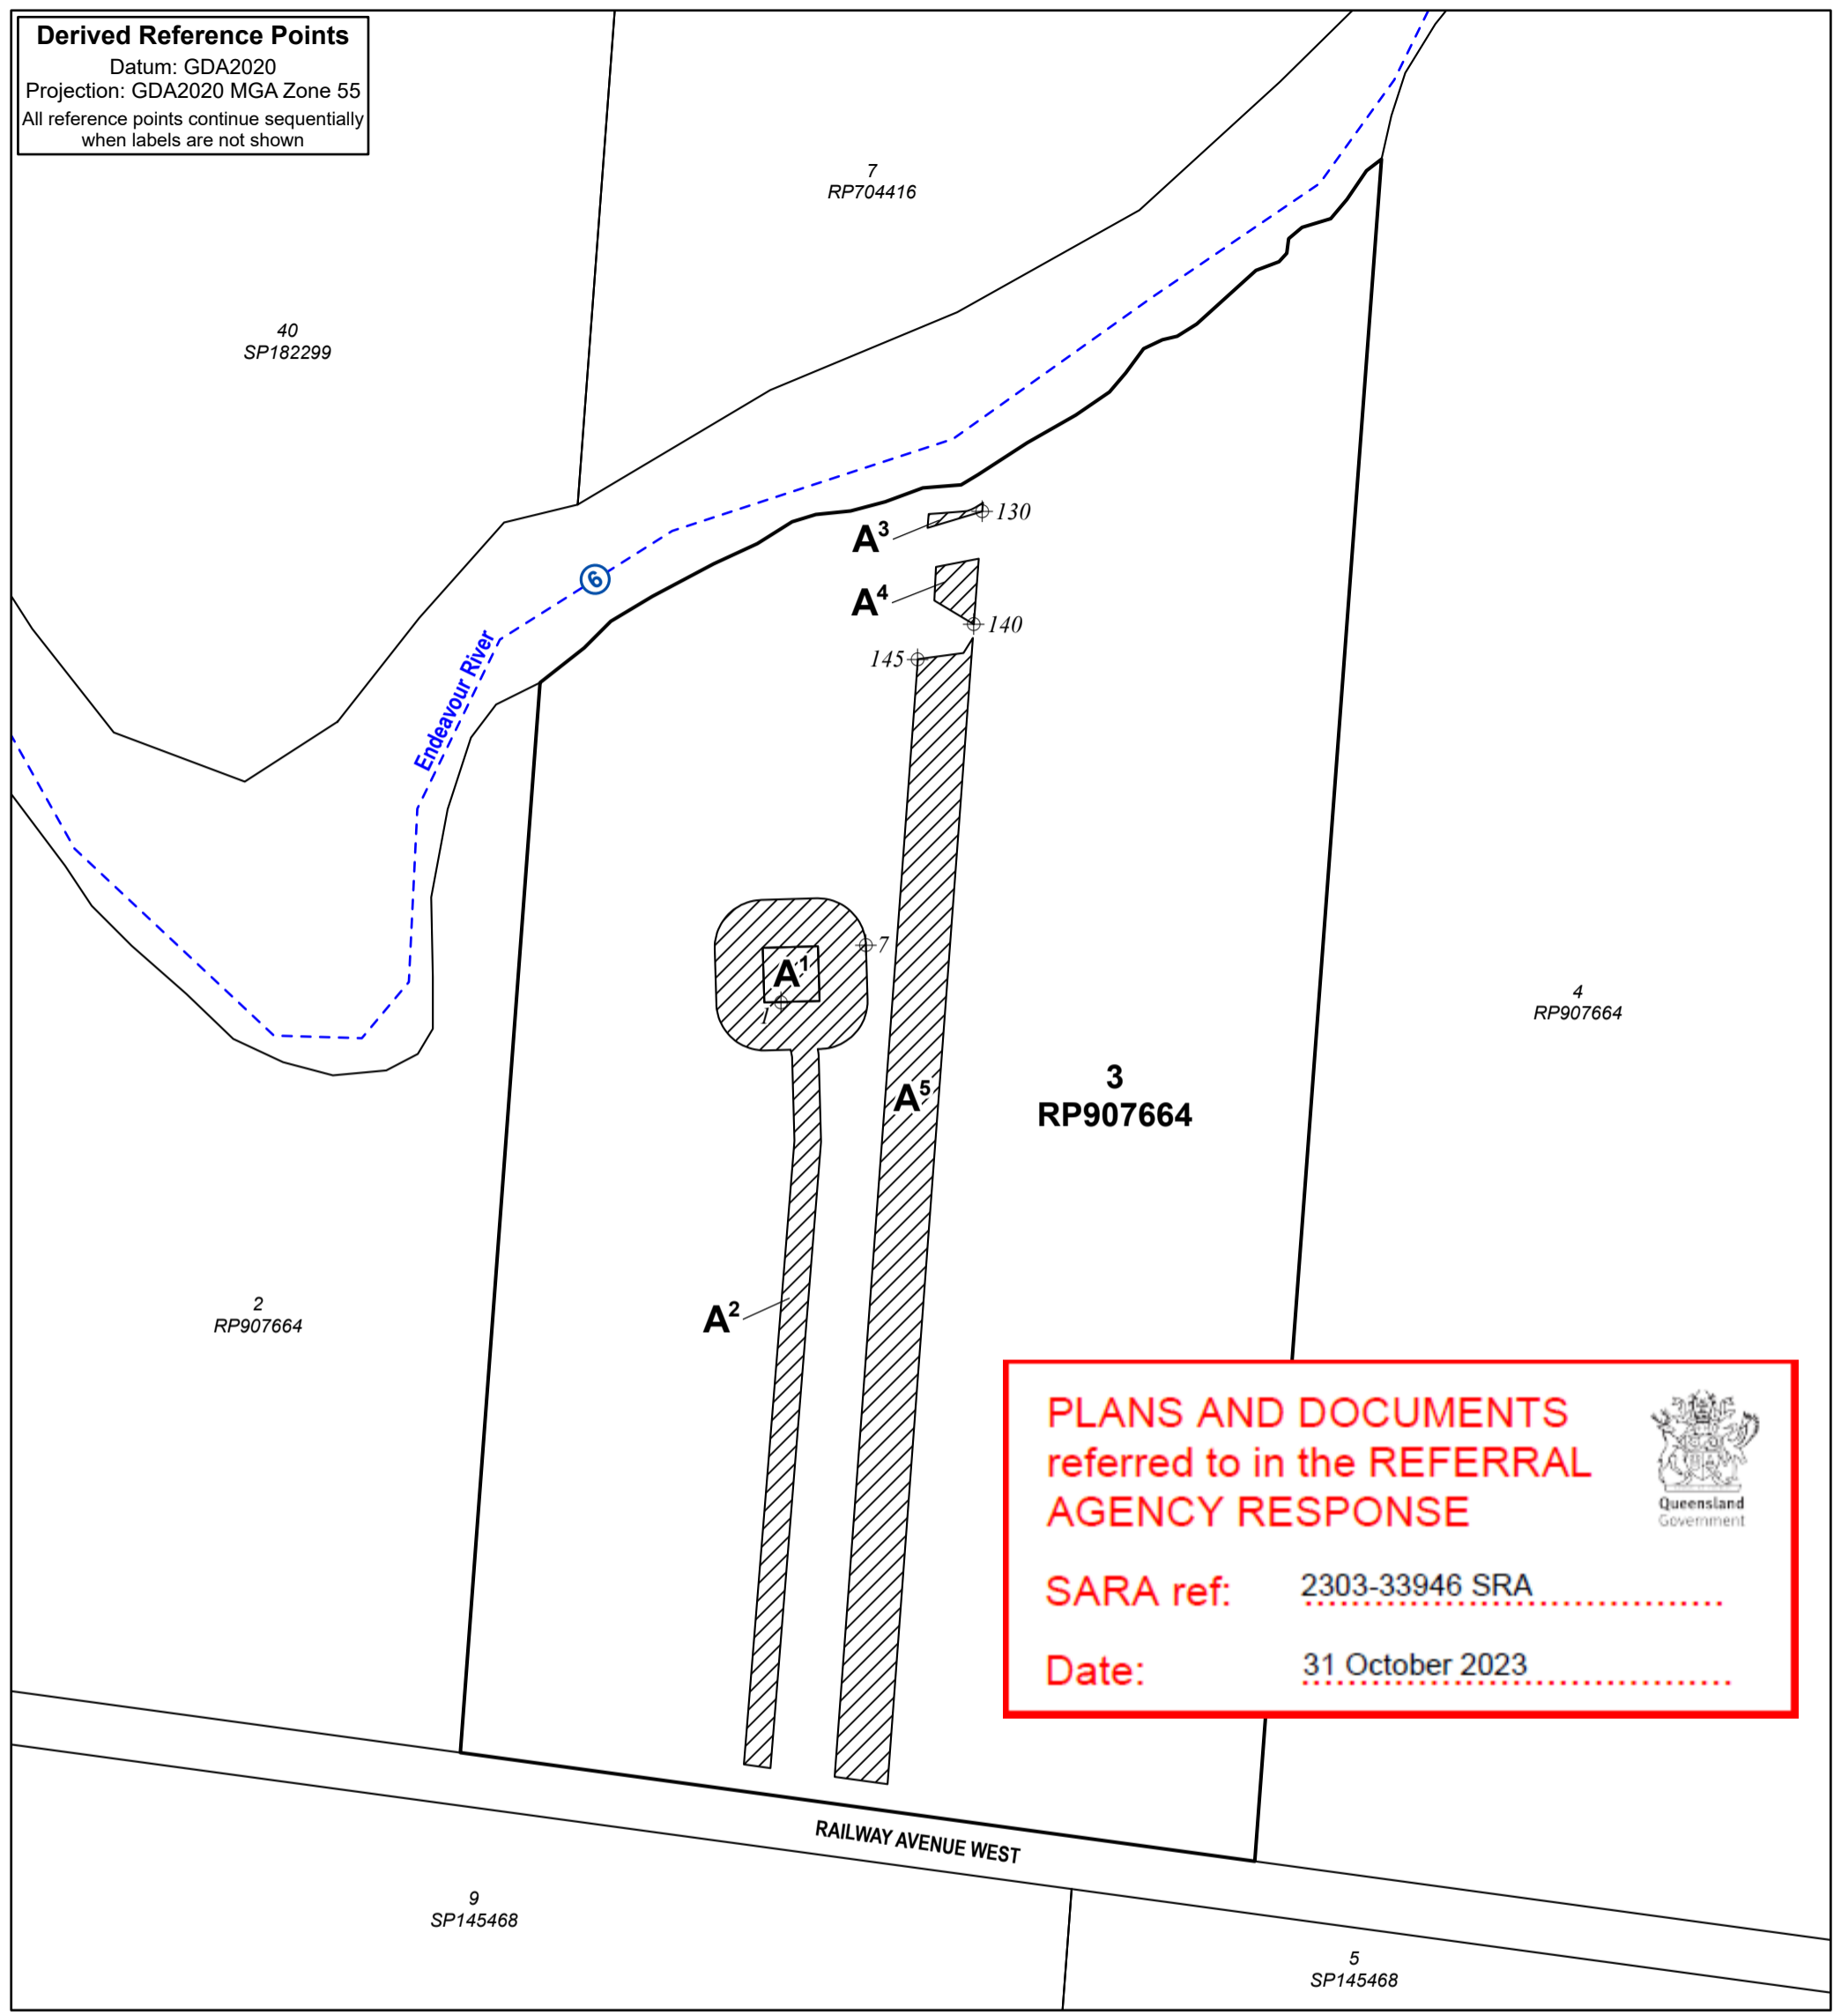 Derived Reference Points
Datum: GDA2020
Projection: GDA2020 MGA Zone 55
All reference points continue sequentially
when labels are not shown
7
RP704416
40
SP182299
130
A3
6
A4
140
145
Endeavour River
7
A1
1
4
RP907664
3
RP907664
A5
2
RP907664
A2
PLANS AND DOCUMENTS
referred to in the REFERRAL
AGENCY RESPONSE
Queensland
Government
SARA ref: 2303-33946 SRA
Date: 31 October 2023
RAILWAY AVENUE WEST
9
SP145468
5
SP145468